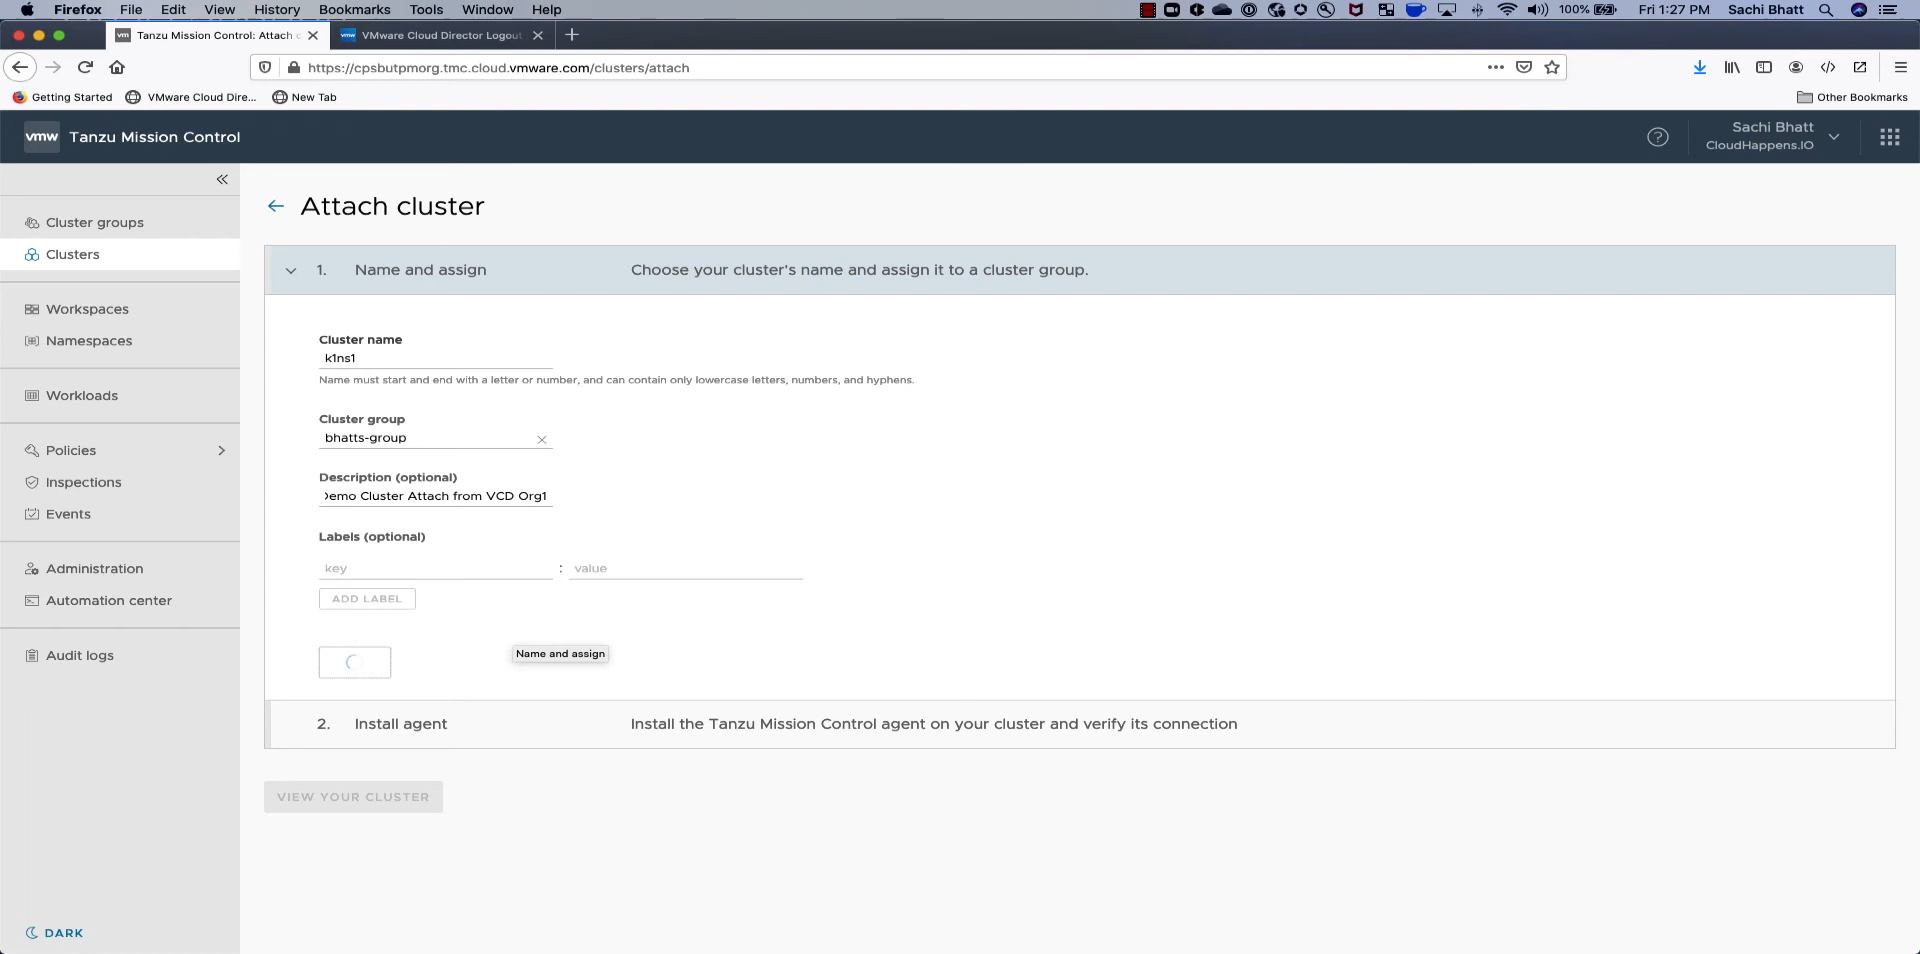 Firefox File Edit View History Bookmarks Tools Window Help 100% Fri 1:27 PM Sachi Bhatt
vm Tanzu Mission Control: Attach c
vmw VMware Cloud Director Logout
https://cpsbutpmorg.tmc.cloud.vmware.com/clusters/attach
Getting Started VMware Cloud Dire... New Tab Other Bookmarks
vmw Tanzu Mission Control
Sachi Bhatt
CloudHappens.IO
Cluster groups
Clusters
Workspaces
Namespaces
Workloads
Policies
Inspections
Events
Administration
Automation center
Audit logs
DARK
Attach cluster
1. Name and assign Choose your cluster's name and assign it to a cluster group.
Cluster name
k1ns1
Name must start and end with a letter or number, and can contain only lowercase letters, numbers, and hyphens.
Cluster group
bhatts-group
Description (optional)
Cluster Attach from VCD Org1
Labels (optional)
key : value
ADD LABEL
Name and assign
2. Install agent Install the Tanzu Mission Control agent on your cluster and verify its connection
VIEW YOUR CLUSTER